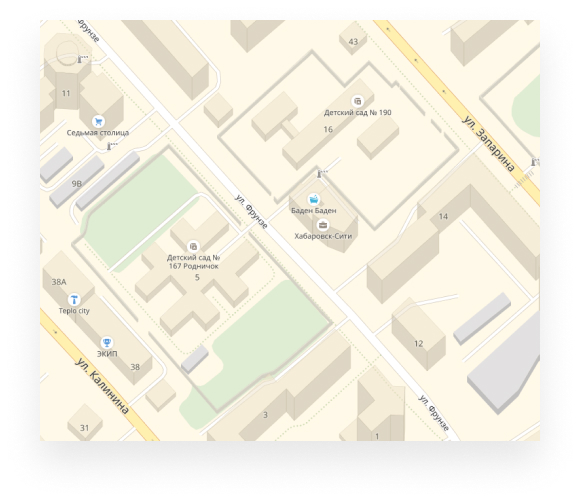 Фрунзе
43
11
Седьмая столица
Детский сад № 190
16
ул. Запарина
9В
ул. Фрунзе
Баден Баден
Хабаровск-Сити
14
Детский сад №
167 Родничок
5
38А
Teplo city
ЭКИП
38
12
ул. Калинина
ул. Фрунзе
3
31
1